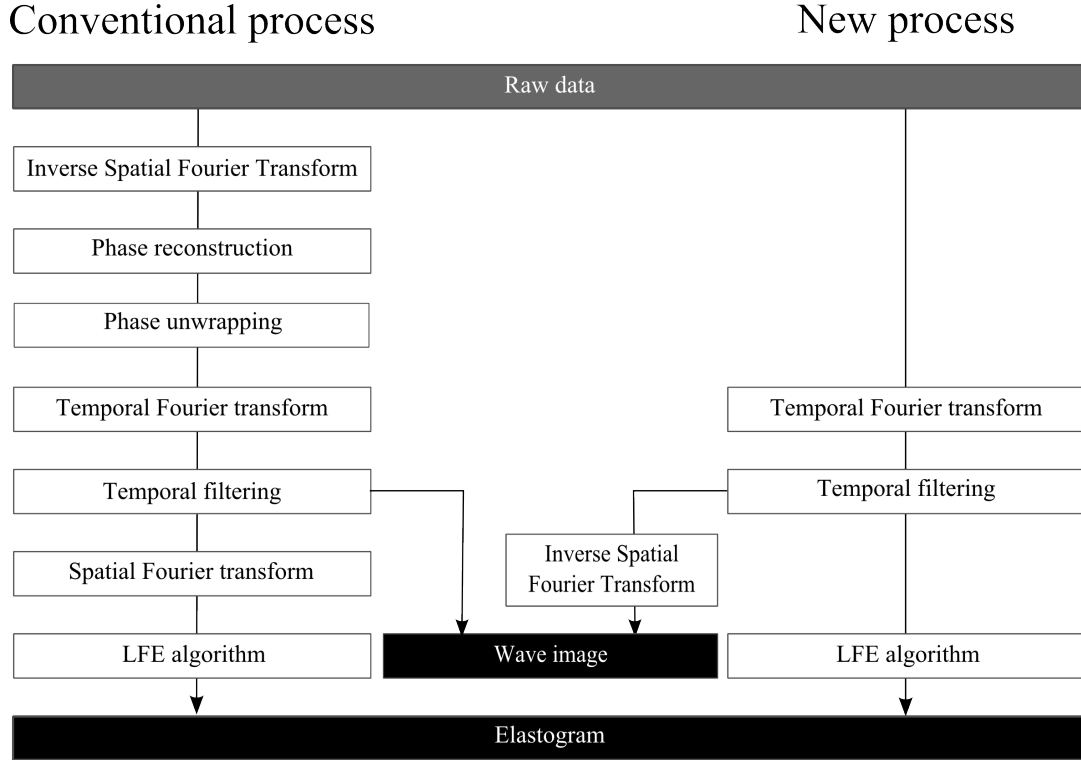 Conventional process
New process
Raw data
Inverse Spatial Fourier Transform
Phase reconstruction
Phase unwrapping
Temporal Fourier transform
Temporal Fourier transform
Temporal filtering
Temporal filtering
Inverse Spatial
Fourier Transform
Spatial Fourier transform
LFE algorithm
Wave image
LFE algorithm
Elastogram